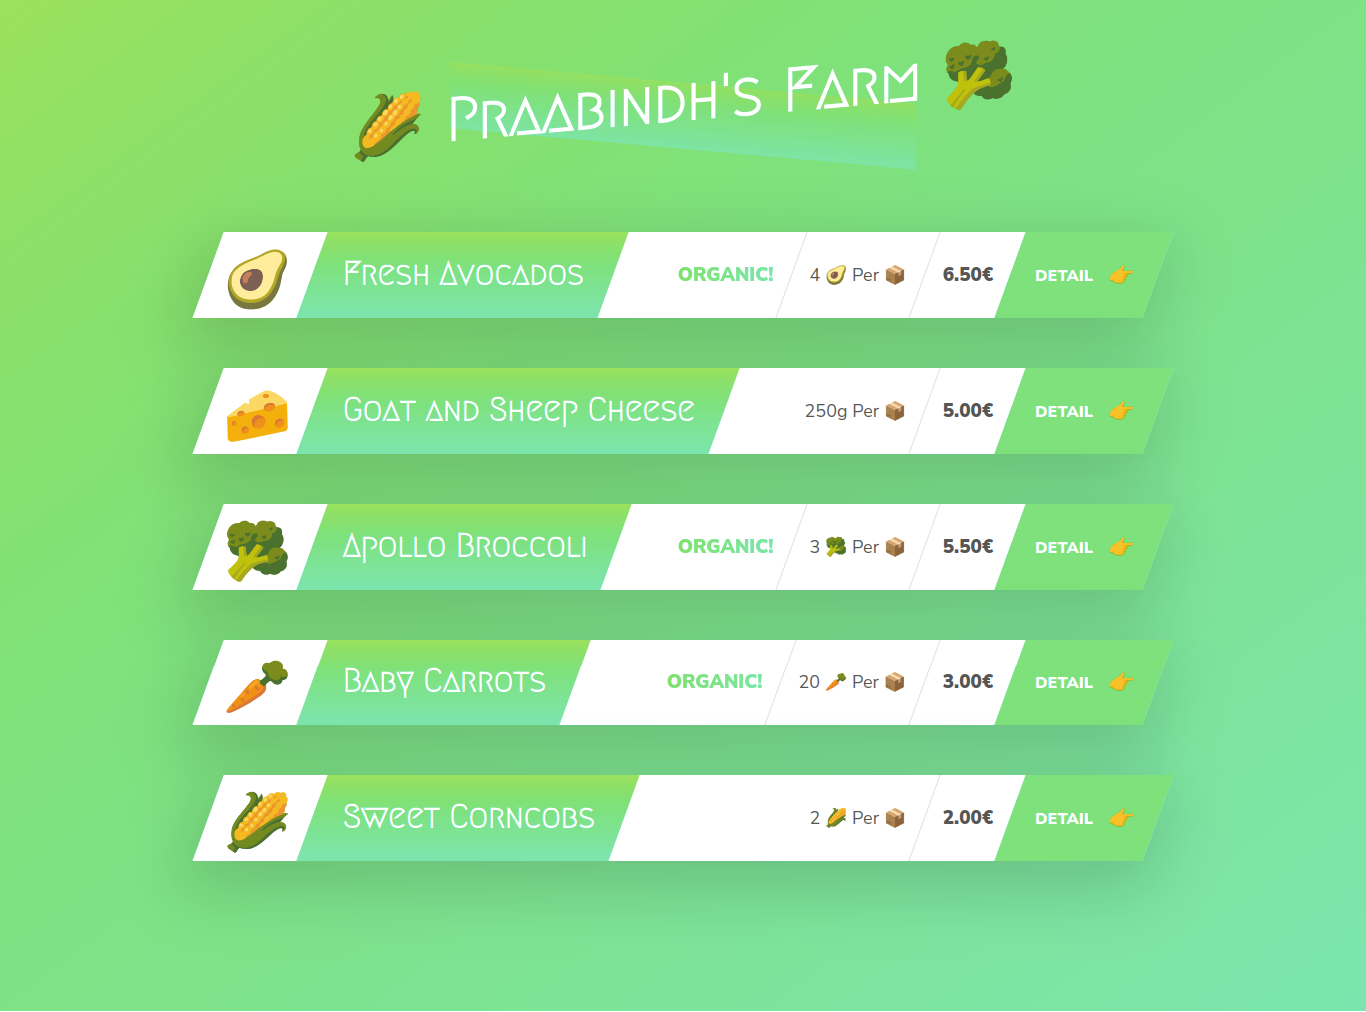 🌽 PRAABINDH'S FARM 🥦
FRESH AVOCADOS ORGANIC! 4 🥑 Per 📦 6.50€ DETAIL 👉
GOAT AND SHEEP CHEESE 250g Per 📦 5.00€ DETAIL 👉
APOLLO BROCCOLI ORGANIC! 3 🥦 Per 📦 5.50€ DETAIL 👉
BABY CARROTS ORGANIC! 20 🥕 Per 📦 3.00€ DETAIL 👉
SWEET CORNCOBS 2 🌽 Per 📦 2.00€ DETAIL 👉